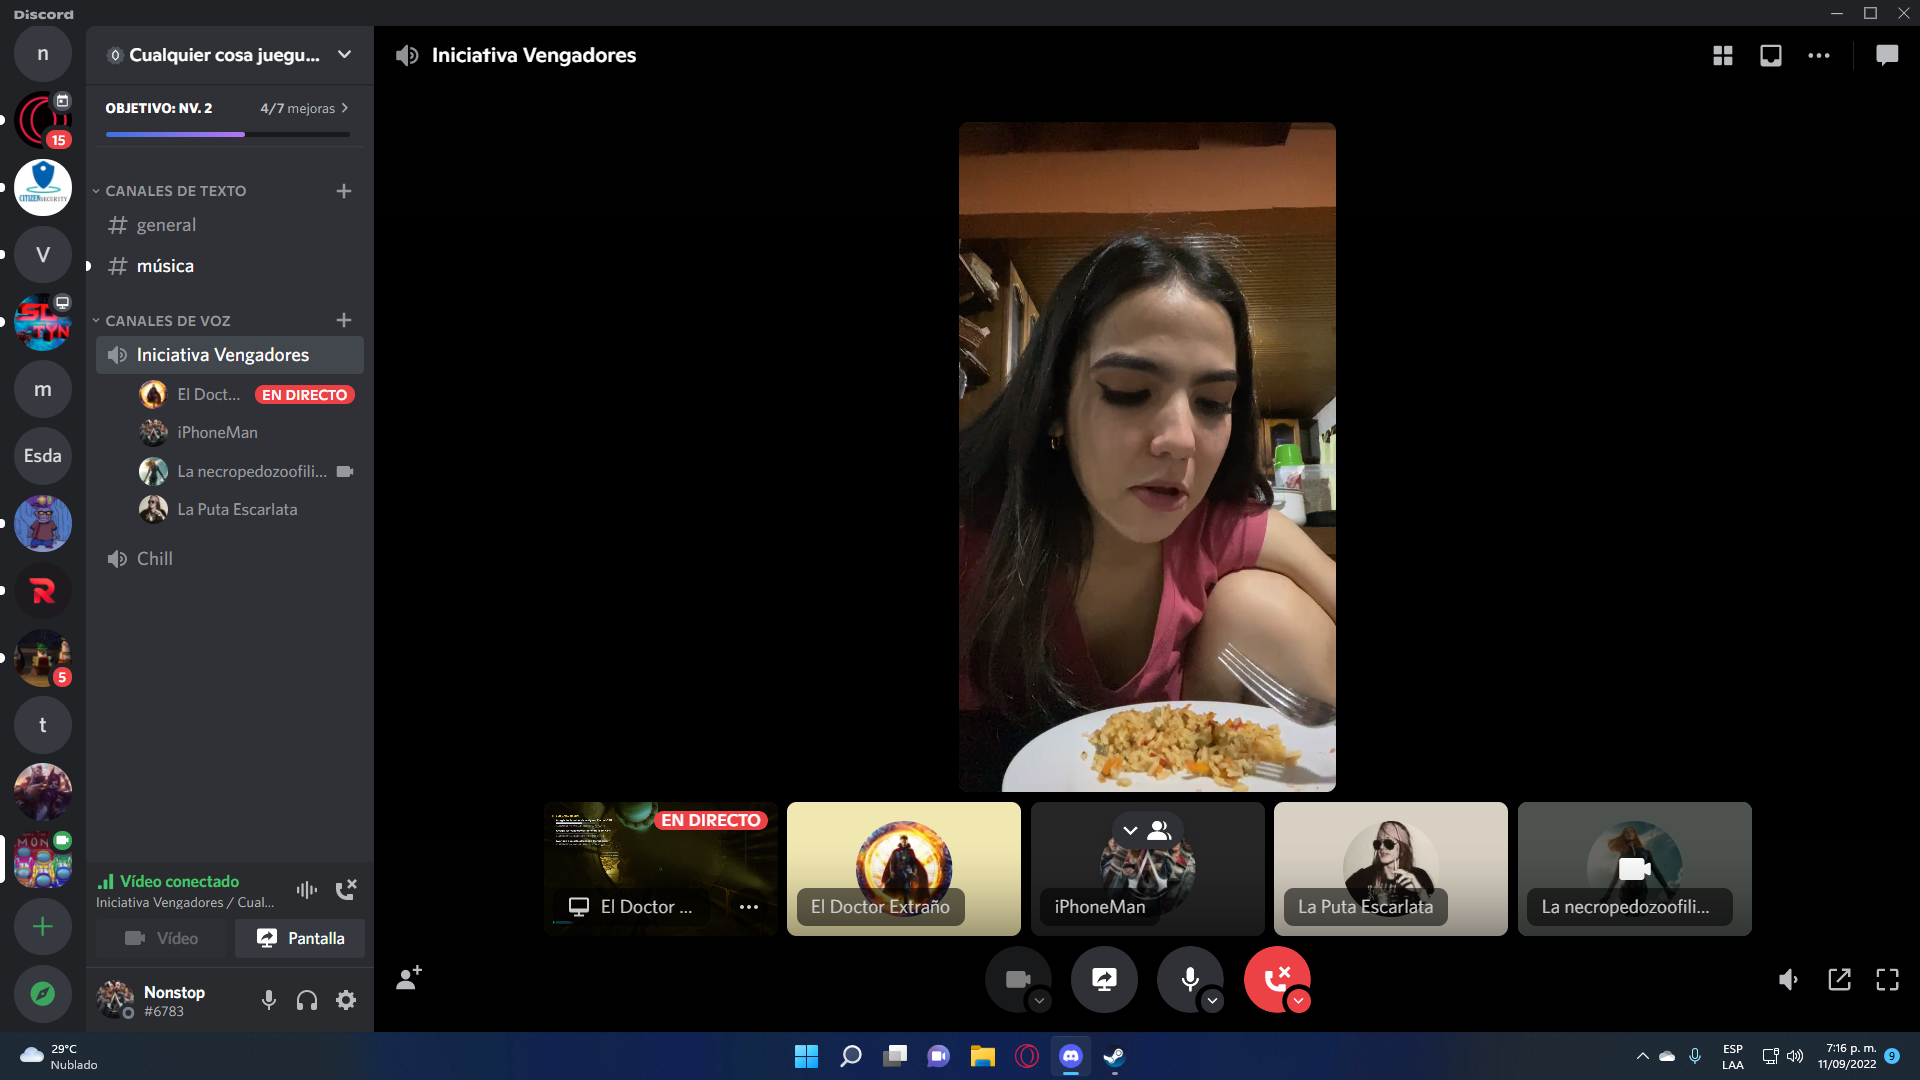 Discord
n
Cualquier cosa juegu...
Iniciativa Vengadores
OBJETIVO: NV. 2
4/7 mejoras
15
CITIZEN SECURITY
CANALES DE TEXTO
general
V
música
CANALES DE VOZ
Iniciativa Vengadores
El Doct...
EN DIRECTO
m
iPhoneMan
Esda
La necropedozoofili...
La Puta Escarlata
Chill
R
5
t
EN DIRECTO
El Doctor ...
El Doctor Extraño
iPhoneMan
La Puta Escarlata
La necropedozoofili...
Vídeo conectado
Iniciativa Vengadores / Cual...
Vídeo
Pantalla
Nonstop
#6783
29°C
Nublado
ESP
LAA
7:16 p. m.
11/09/2022
9